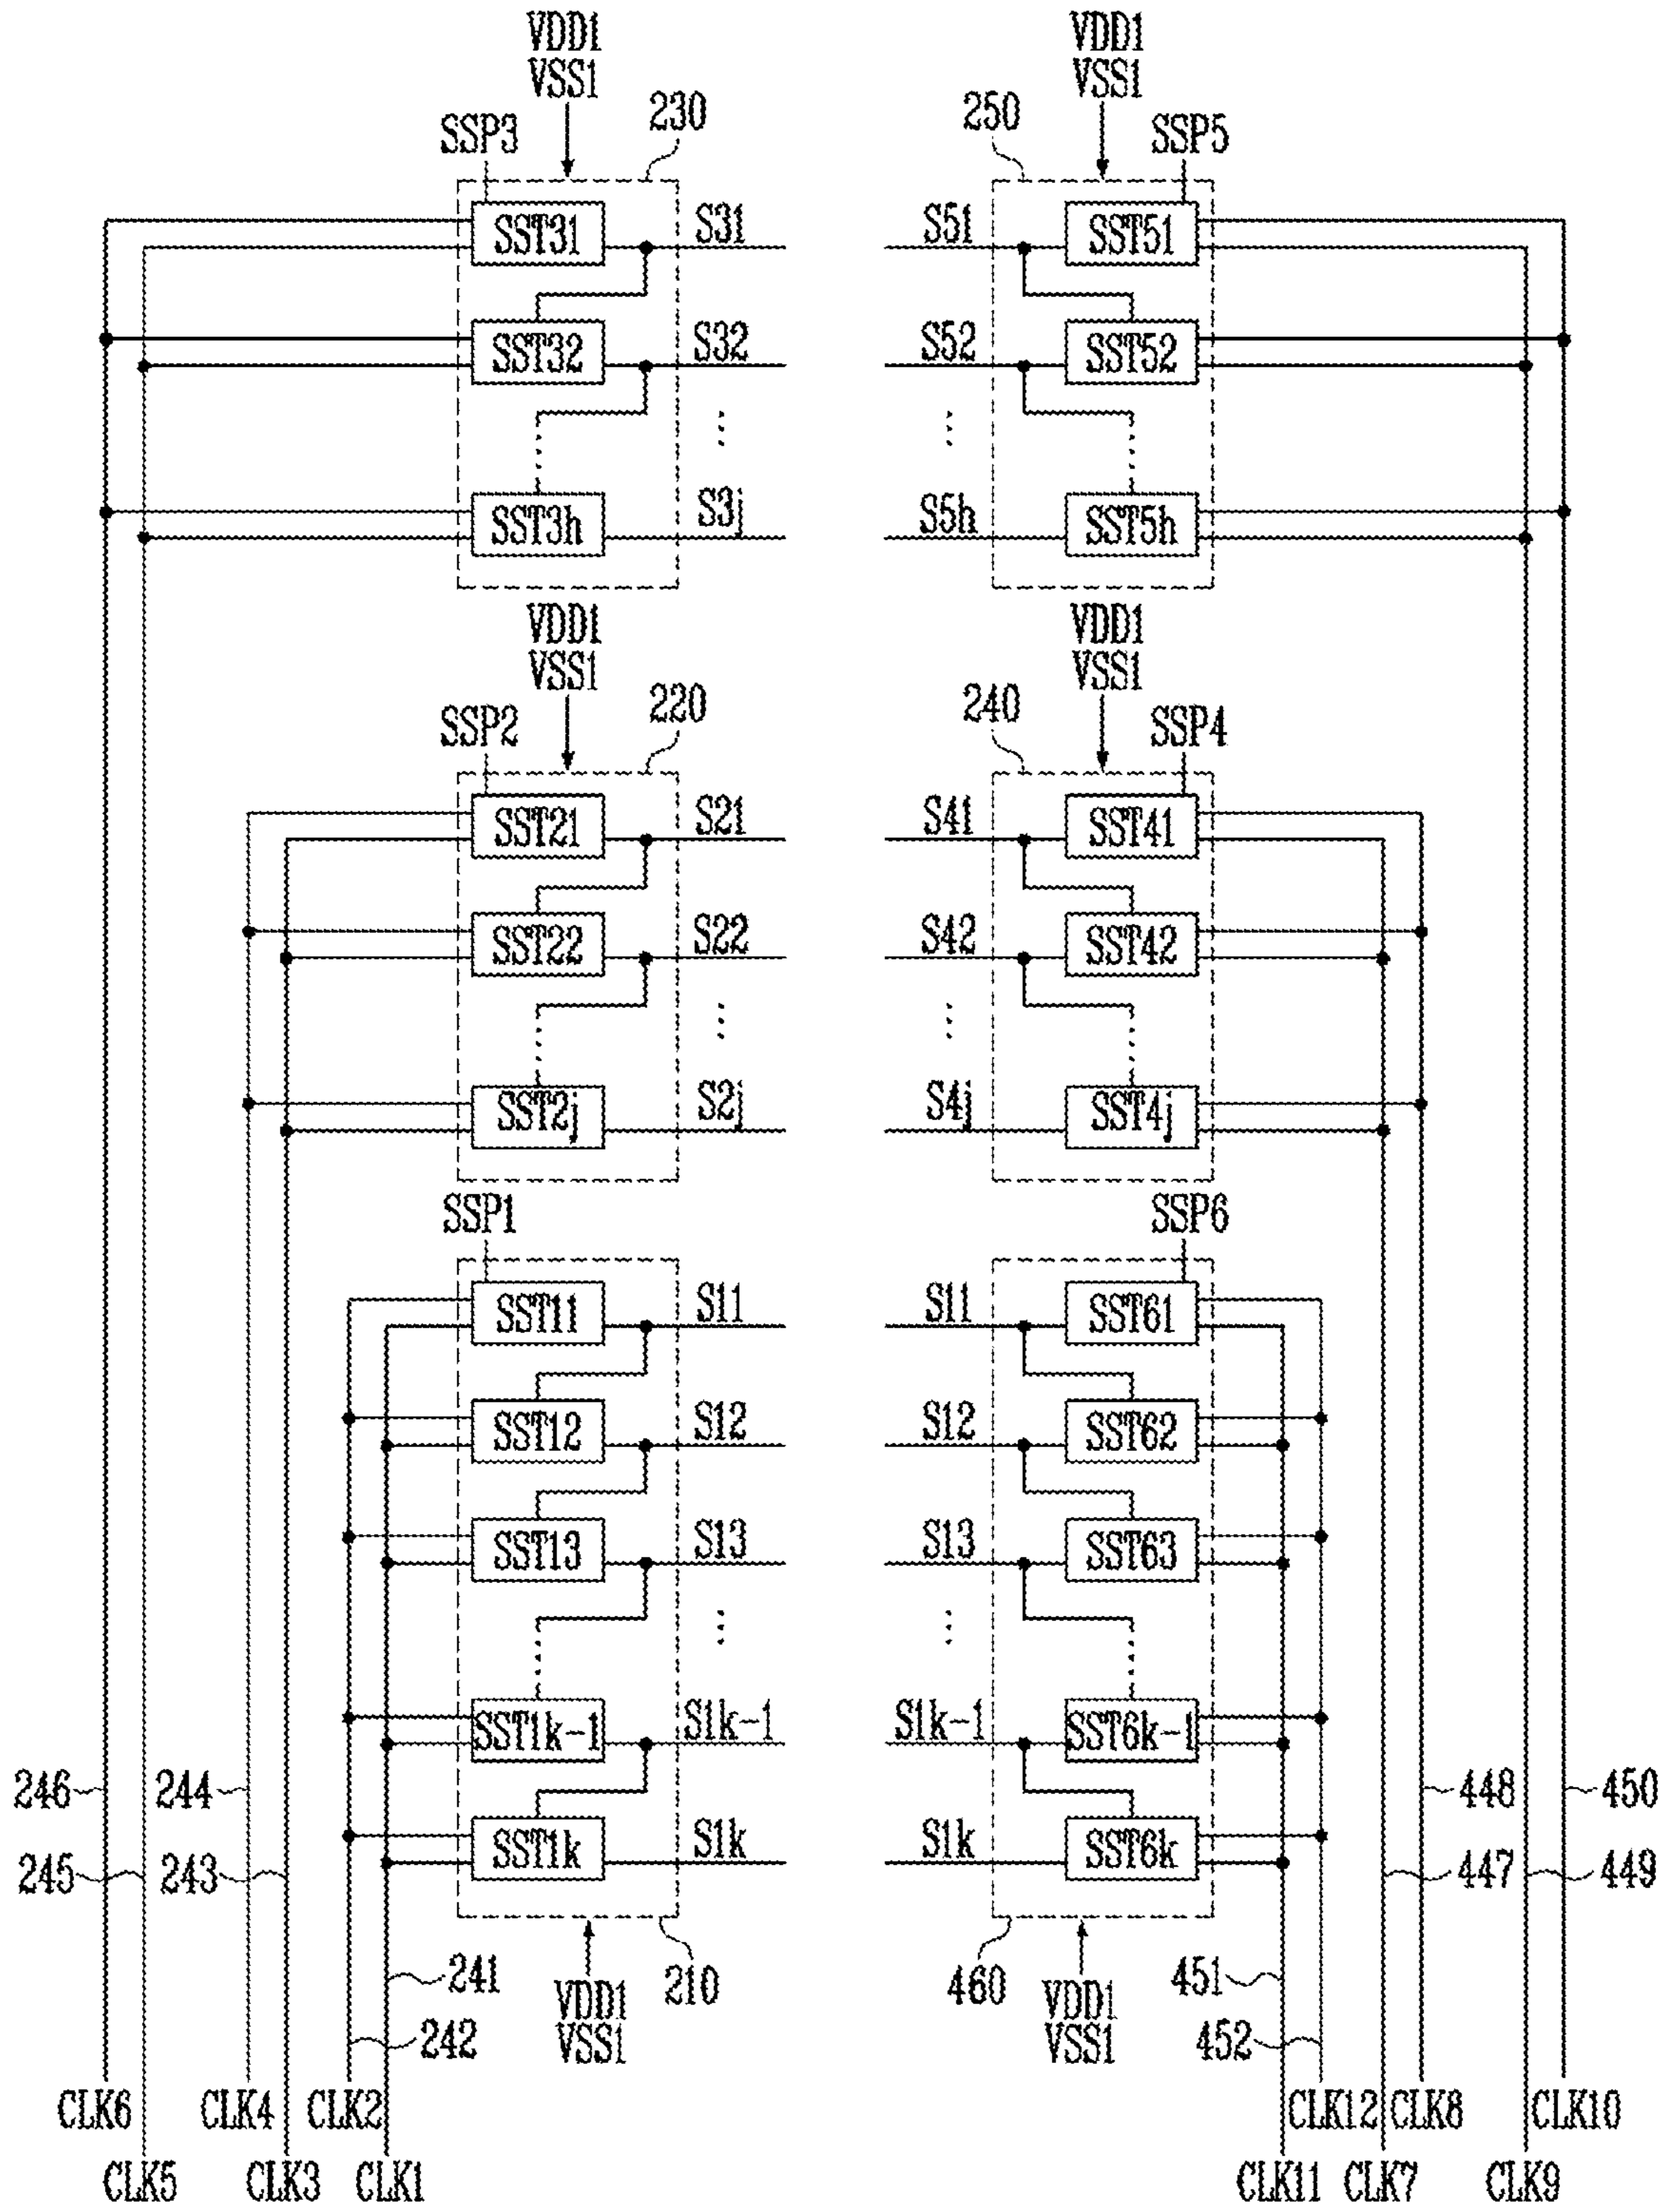 VDD1
VSS1
VDD1
VSS1
SSP3
230
250
SSP5
SST31
S31
S51
SST51
SST32
S32
S52
SST52
SST3h
S3j
S5h
SST5h
VDD1
VSS1
VDD1
VSS1
SSP2
220
240
SSP4
SST21
S21
S41
SST41
SST22
S22
S42
SST42
SST2j
S2j
S4j
SST4j
SSP1
SSP6
SST11
S11
S11
SST61
SST12
S12
S12
SST62
SST13
S13
S13
SST63
SST1k-1
S1k-1
S1k-1
SST6k-1
246
244
448
450
SST1k
S1k
S1k
SST6k
245
243
447
449
241
210
460
451
VDD1
VSS1
VDD1
VSS1
242
452
CLK6
CLK4
CLK2
CLK12
CLK8
CLK10
CLK5
CLK3
CLK1
CLK11
CLK7
CLK9